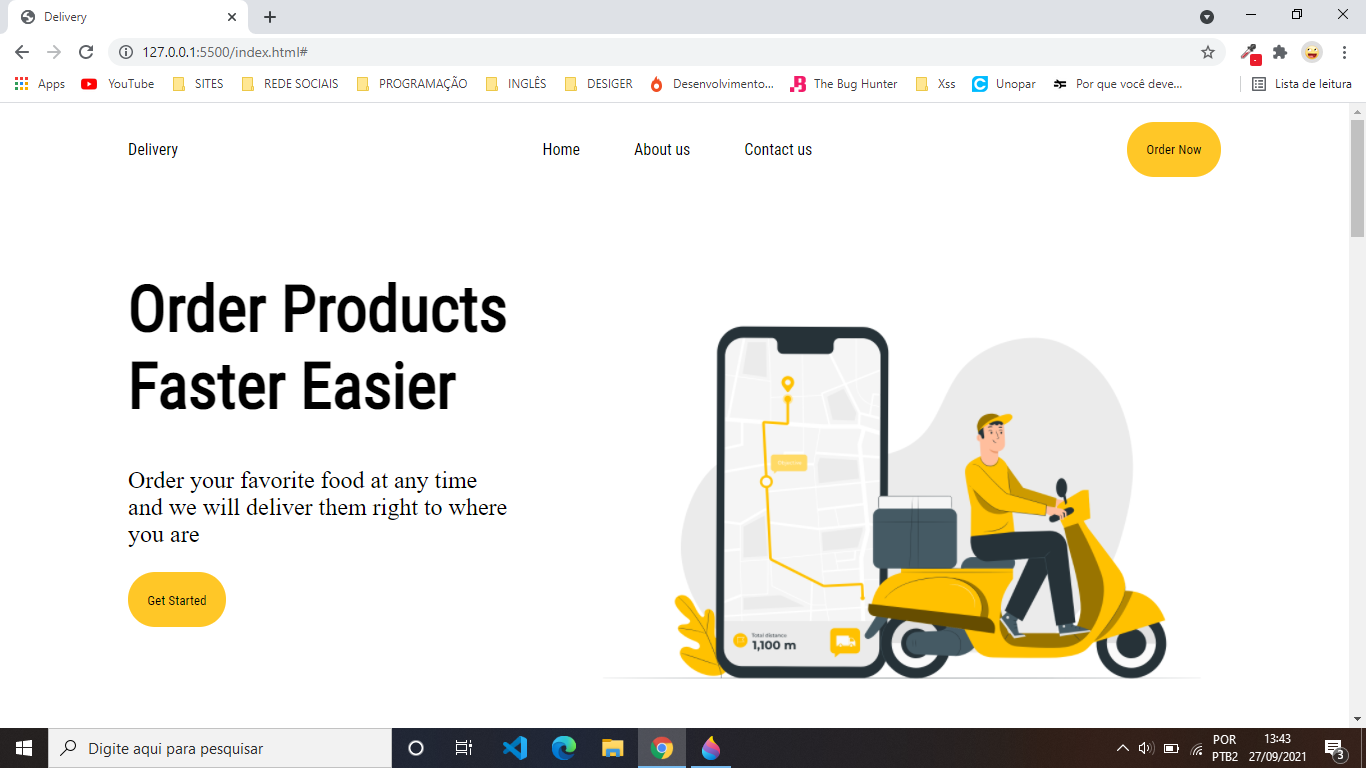 Delivery
127.0.0.1:5500/index.html#
Apps YouTube SITES REDE SOCIAIS PROGRAMAÇÃO INGLÊS DESIGER Desenvolvimento... The Bug Hunter Xss Unopar Por que você deve... Lista de leitura
Delivery Home About us Contact us Order Now
Order Products
Faster Easier
Order your favorite food at any time
and we will deliver them right to where
you are
Get Started
Total distance
1,100 m
Digite aqui para pesquisar
POR 13:43
PTB2 27/09/2021 3